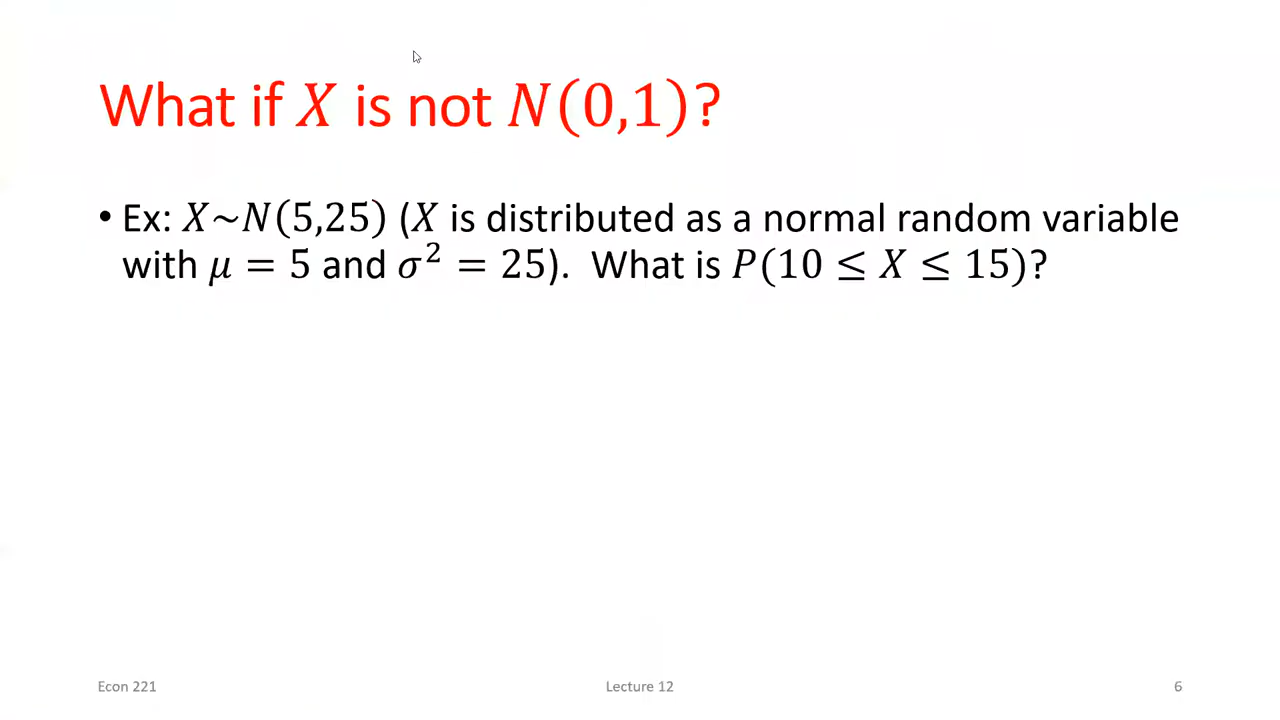 What if X is not N(0,1)?
• Ex: X~N(5,25) (X is distributed as a normal random variable
with μ = 5 and σ² = 25).  What is P(10 ≤ X ≤ 15)?
Econ 221
Lecture 12
6